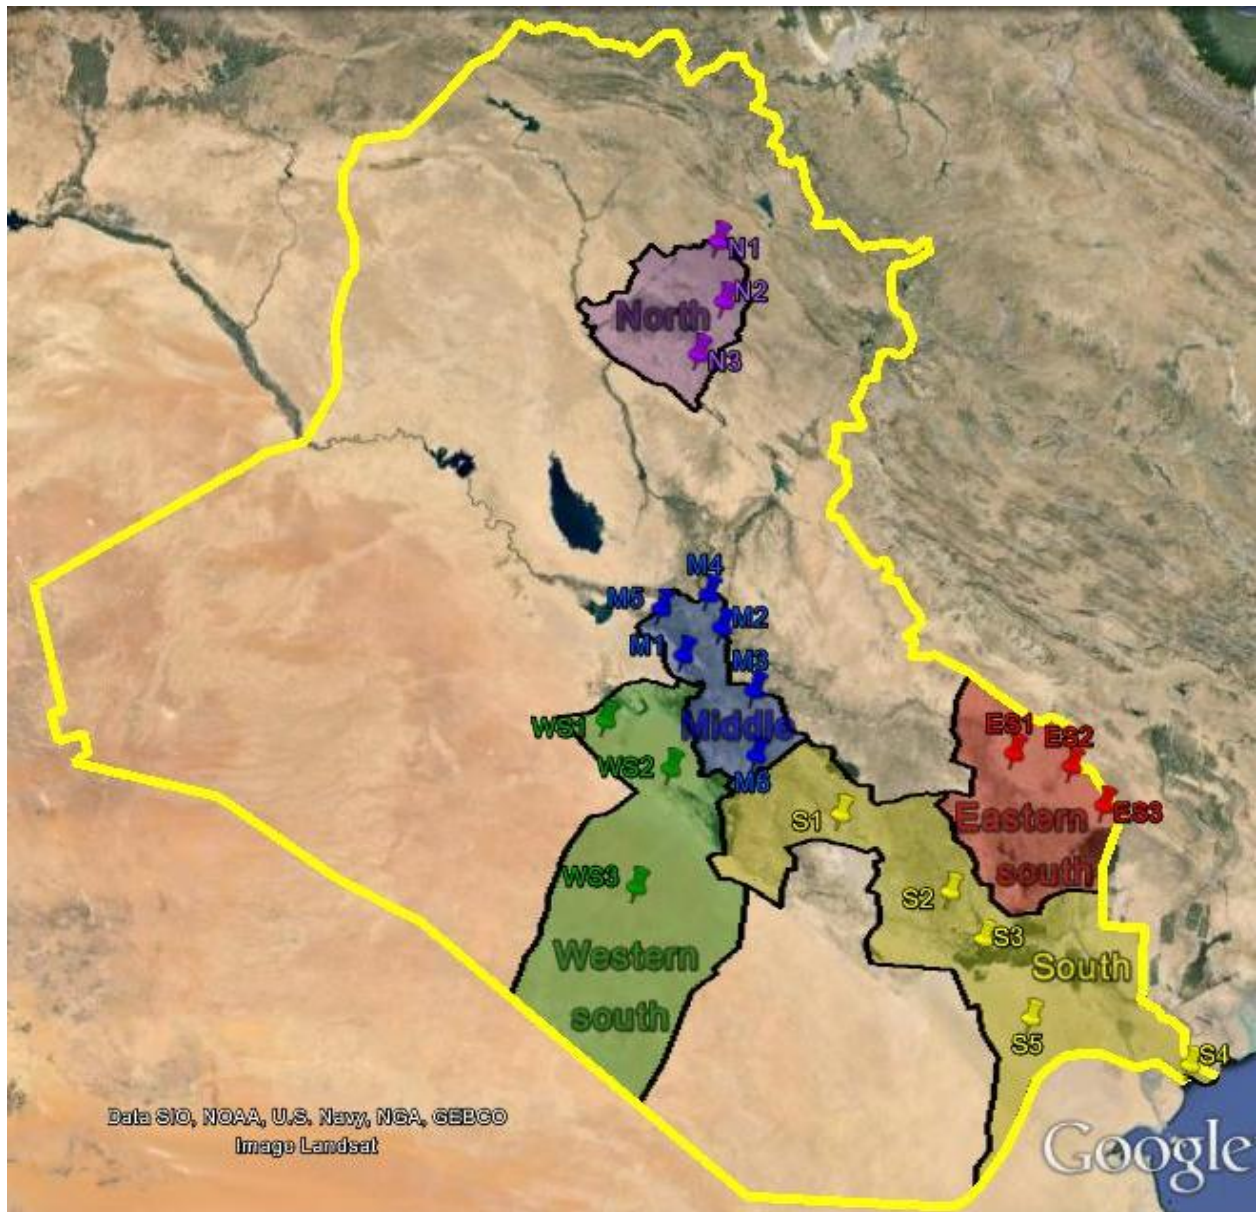 N1
N2
North
N3
M4
M5
M2
M1
M3
WS1
Middle
ES1
ES2
WS2
M6
ES3
S1
Eastern
south
WS3
S2
S3
Western
South
south
S5
S4
Data SIO, NOAA, U.S. Navy, NGA, GEBCO
Image Landsat
Google